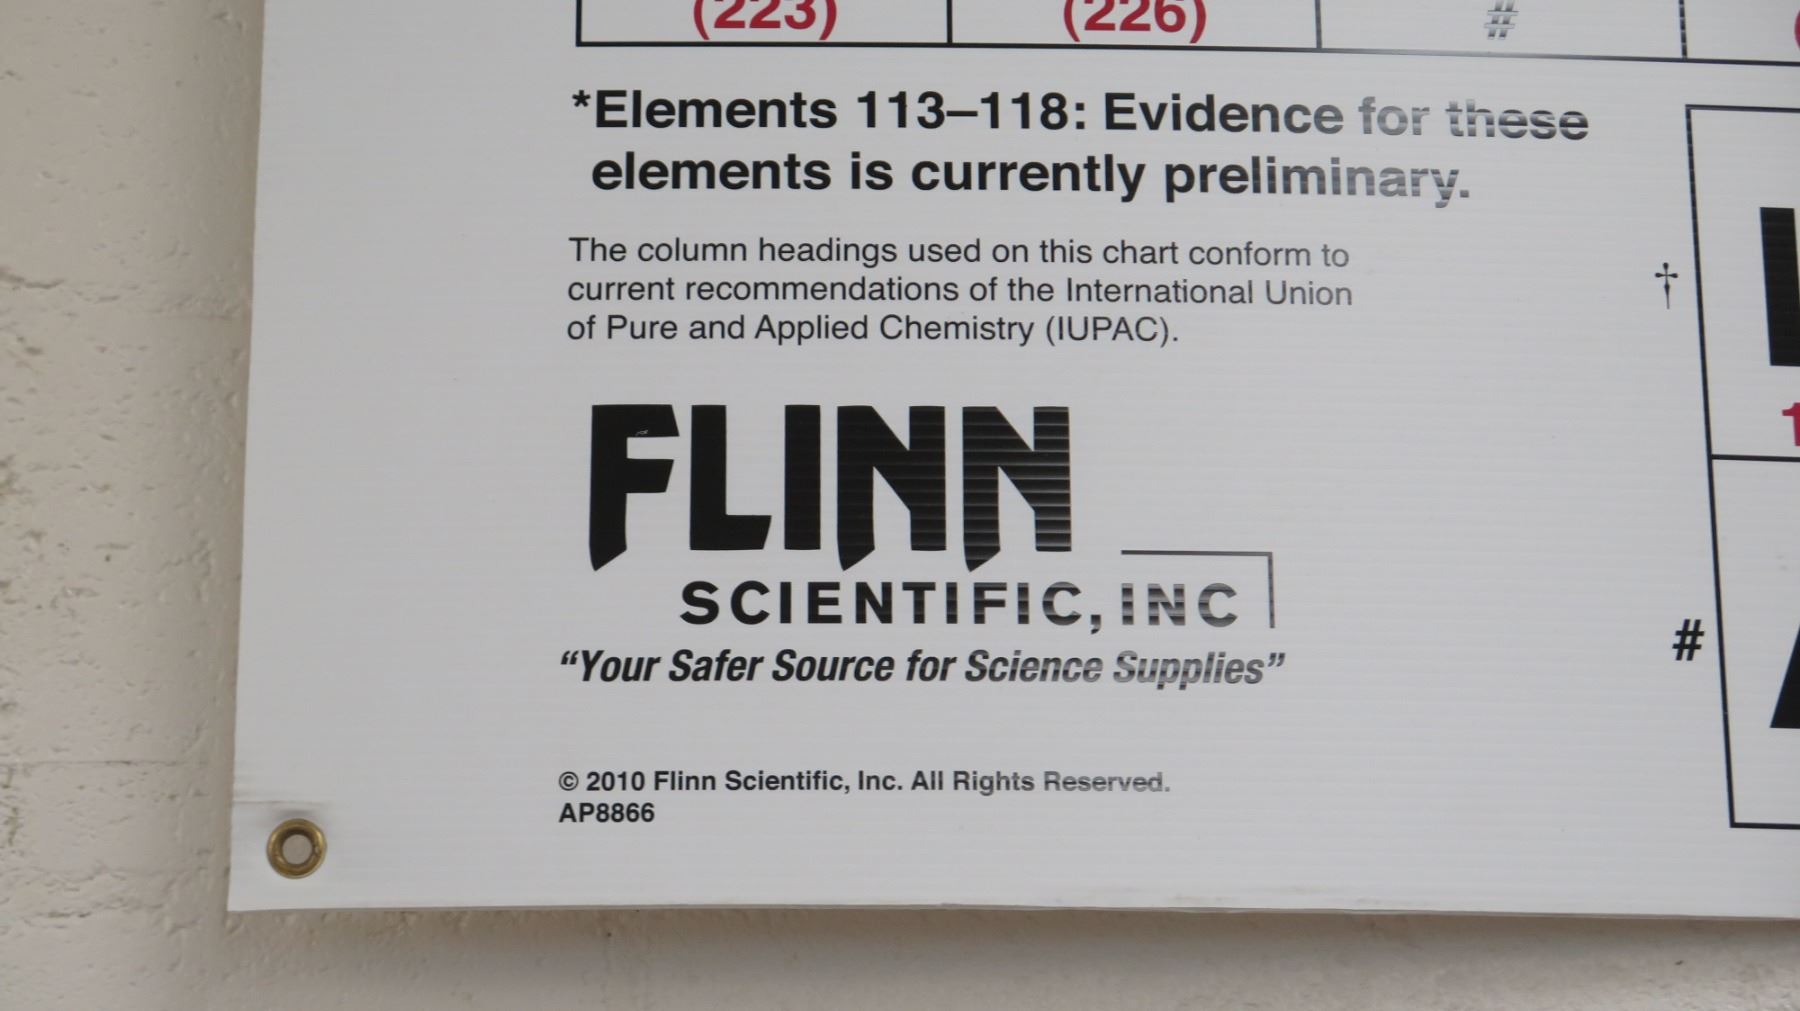 (223) (226) #
*Elements 113–118: Evidence for these
elements is currently preliminary.
The column headings used on this chart conform to
current recommendations of the International Union
of Pure and Applied Chemistry (IUPAC).
†
FLINN
SCIENTIFIC, INC
#
“Your Safer Source for Science Supplies”
© 2010 Flinn Scientific, Inc. All Rights Reserved.
AP8866